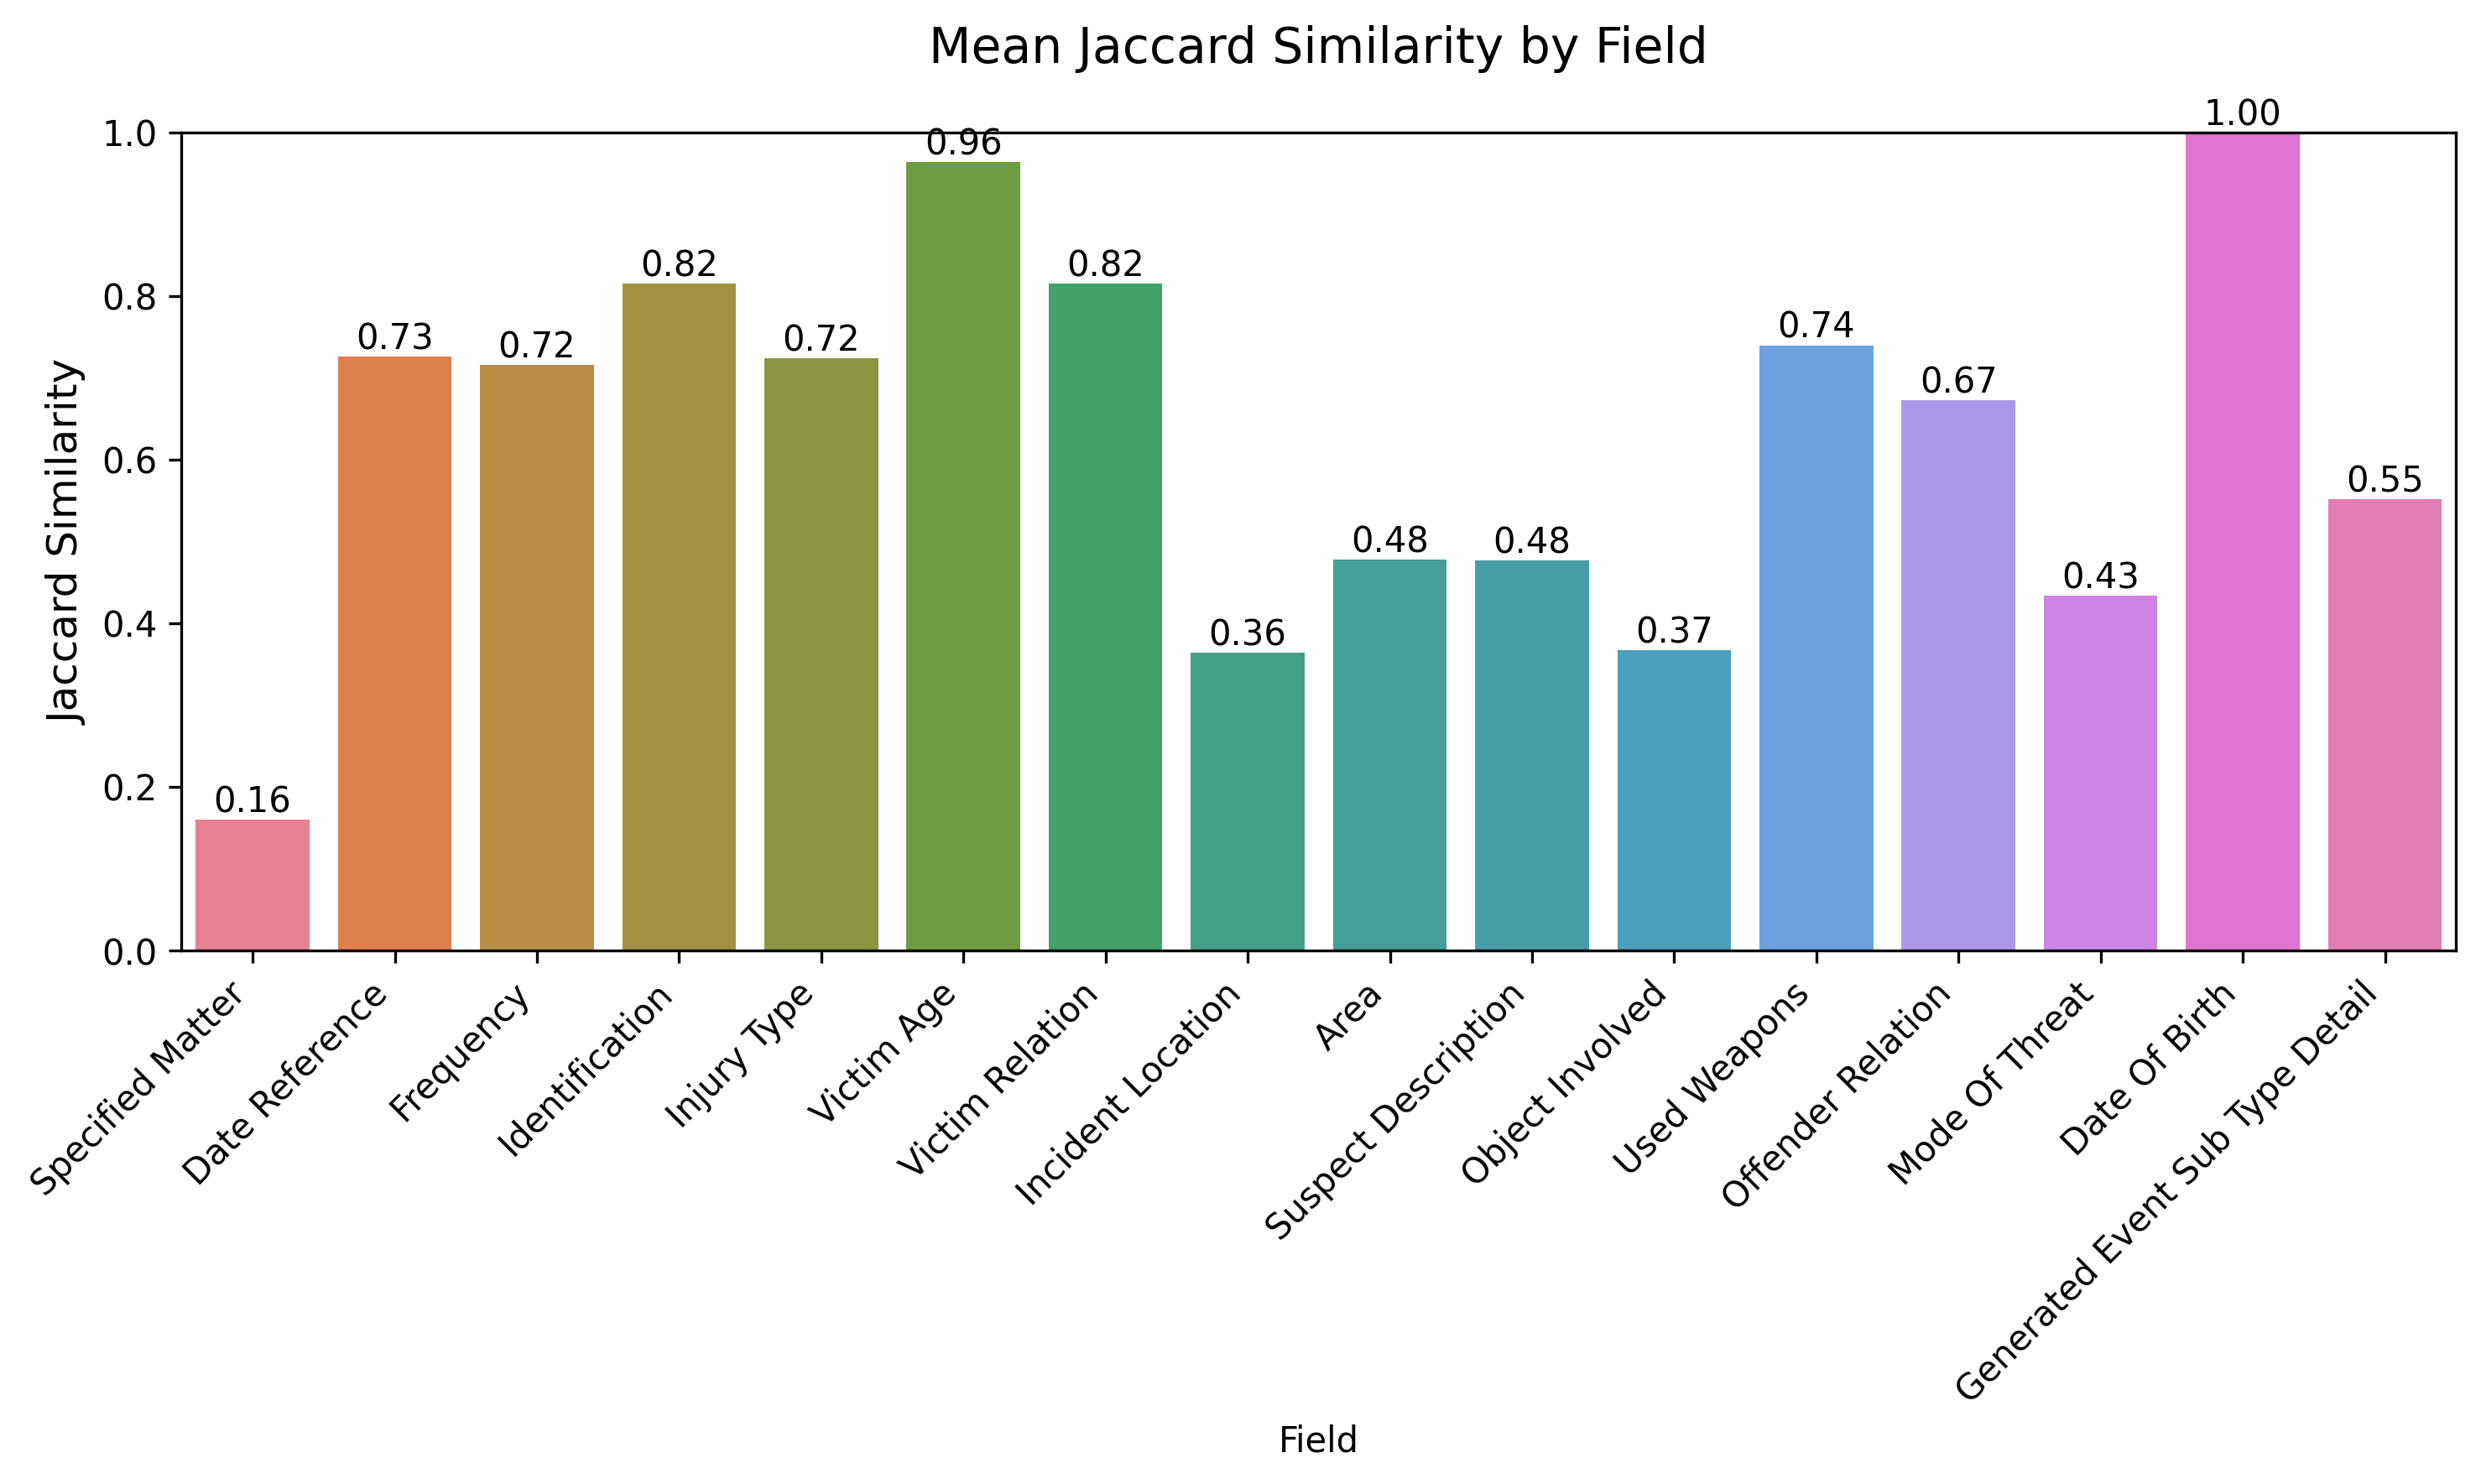 Mean Jaccard Similarity by Field
Jaccard Similarity
1.0
0.8
0.6
0.4
0.2
0.0
0.16
0.73
0.72
0.82
0.72
0.96
0.82
0.36
0.48
0.48
0.37
0.74
0.67
0.43
1.00
0.55
Specified Matter
Date Reference
Frequency
Identification
Injury Type
Victim Age
Victim Relation
Incident Location
Area
Suspect Description
Object Involved
Used Weapons
Offender Relation
Mode Of Threat
Date Of Birth
Generated Event Sub Type Detail
Field